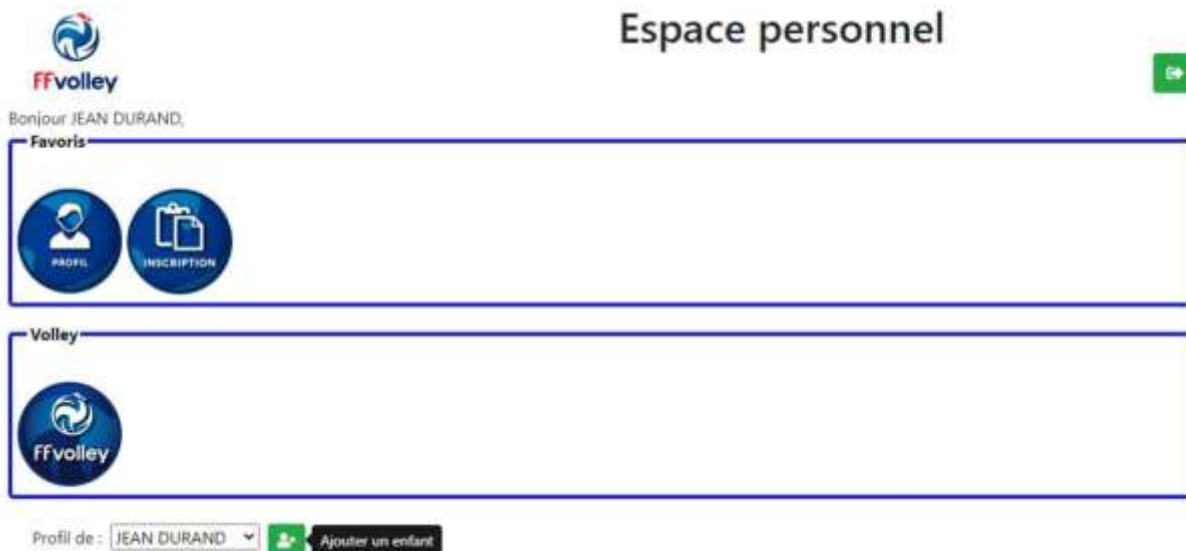 Espace personnel
FFvolley
Bonjour JEAN DURAND,
Favoris
PROFIL
INSCRIPTION
Volley
FFvolley
Profil de : JEAN DURAND
Ajouter un enfant